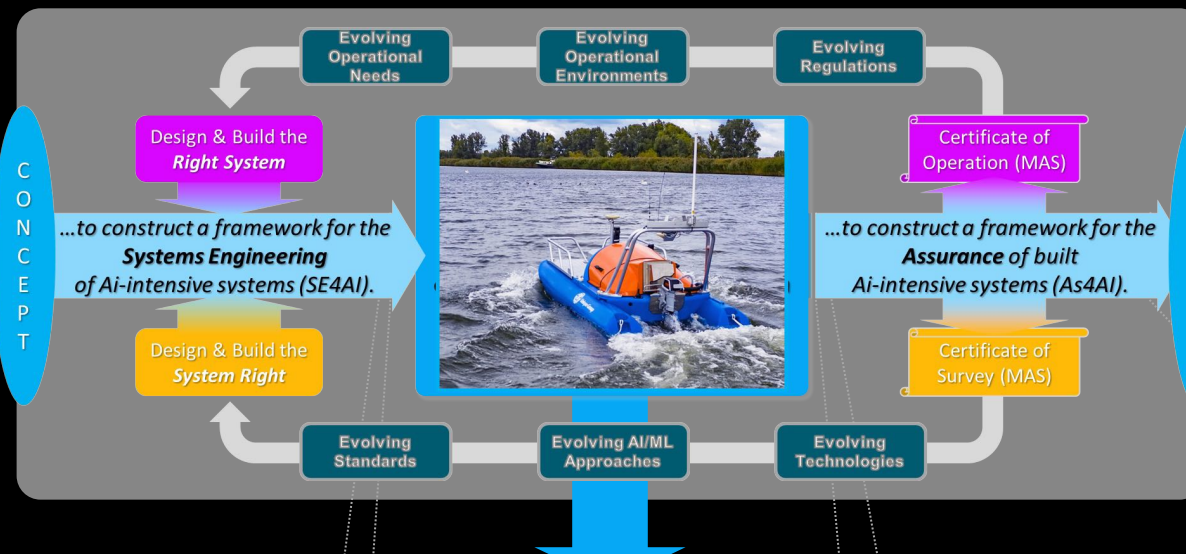 Evolving
Operational
Needs
Evolving
Operational
Environments
Evolving
Regulations
C
O
N
C
E
P
T
Design & Build the
Right System
Certificate of
Operation (MAS)
...to construct a framework for the
Systems Engineering
of Ai-intensive systems (SE4AI).
...to construct a framework for the
Assurance of built
Ai-intensive systems (As4AI).
Design & Build the
System Right
Certificate of
Survey (MAS)
Evolving
Standards
Evolving AI/ML
Approaches
Evolving
Technologies